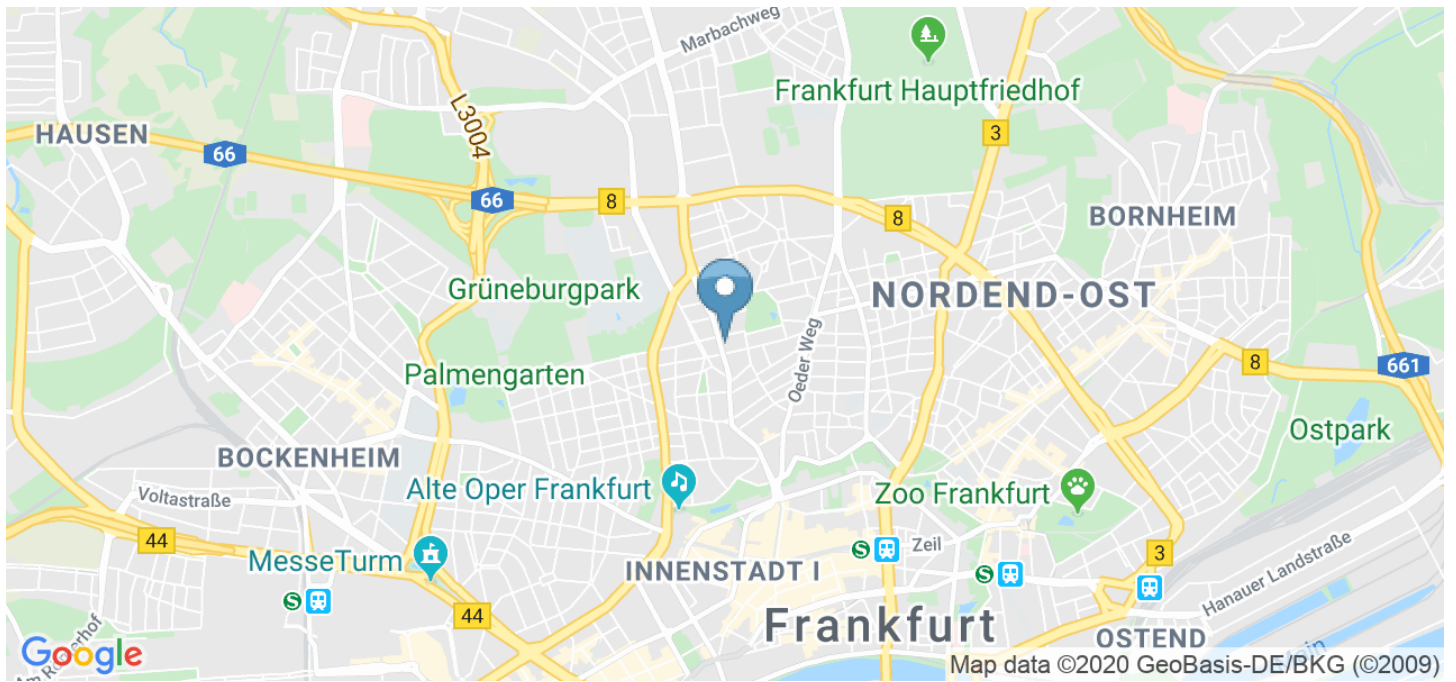 Marbachweg
Frankfurt Hauptfriedhof
L3004
3
HAUSEN
66
66
8
8
BORNHEIM
Grüneburgpark
NORDEND-OST
Oeder Weg
Palmengarten
8
661
Ostpark
BOCKENHEIM
Voltastraße
Alte Oper Frankfurt
Zoo Frankfurt
44
MesseTurm
S
Zeil
3
INNENSTADT I
S
Hanauer Landstraße
S
44
Frankfurt
OSTEND
Google
Map data ©2020 GeoBasis-DE/BKG (©2009)